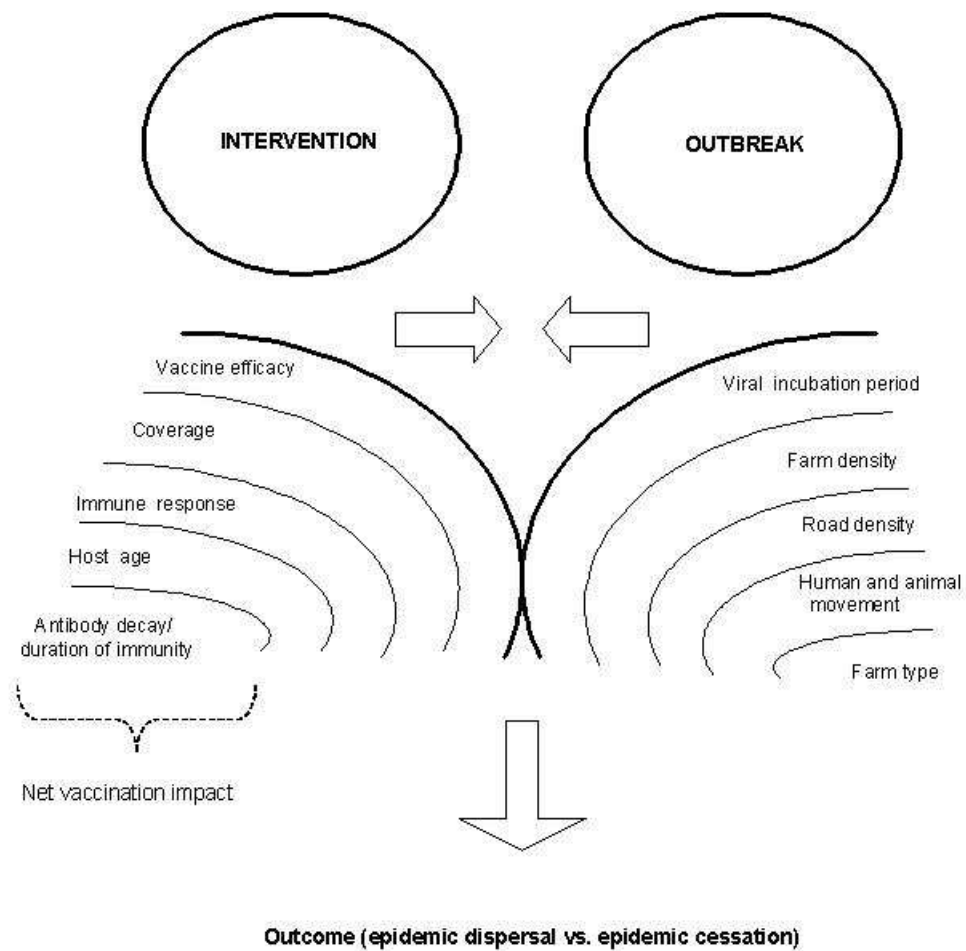 INTERVENTION
OUTBREAK
Vaccine efficacy
Coverage
Immune response
Host age
Antibody decay/
duration of immunity
Net vaccination impact
Viral incubation period
Farm density
Road density
Human and animal
movement
Farm type
Outcome (epidemic dispersal vs. epidemic cessation)